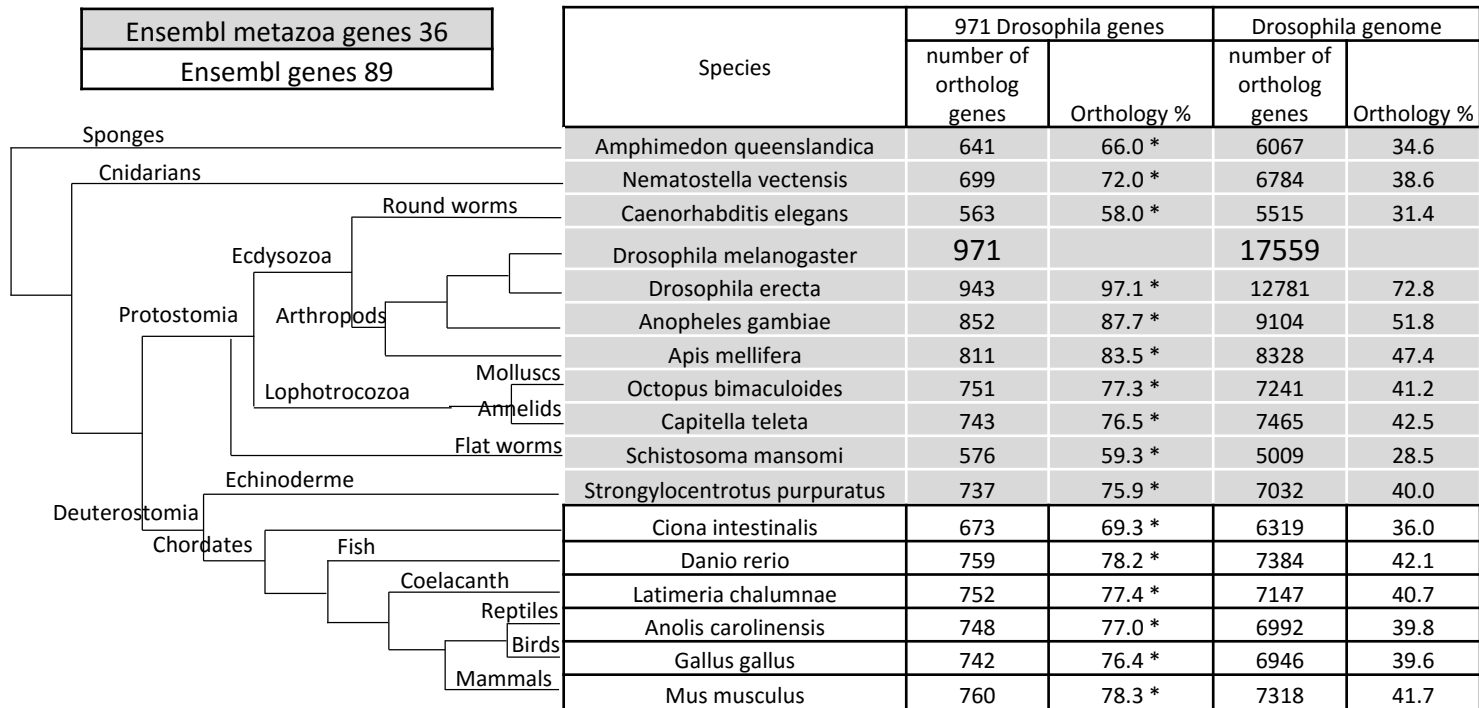 Ensembl metazoa genes 36
Ensembl genes 89
Species
971 Drosophila genes
Drosophila genome
number of ortholog genes
Orthology %
number of ortholog genes
Orthology %
Sponges
Amphimedon queenslandica 641 66.0 * 6067 34.6
Cnidarians
Nematostella vectensis 699 72.0 * 6784 38.6
Round worms
Caenorhabditis elegans 563 58.0 * 5515 31.4
Ecdysozoa
Drosophila melanogaster 971 17559
Drosophila erecta 943 97.1 * 12781 72.8
Protostomia
Arthropods
Anopheles gambiae 852 87.7 * 9104 51.8
Apis mellifera 811 83.5 * 8328 47.4
Molluscs
Octopus bimaculoides 751 77.3 * 7241 41.2
Lophotrocozoa
Annelids
Capitella teleta 743 76.5 * 7465 42.5
Flat worms
Schistosoma mansomi 576 59.3 * 5009 28.5
Echinoderme
Strongylocentrotus purpuratus 737 75.9 * 7032 40.0
Deuterostomia
Ciona intestinalis 673 69.3 * 6319 36.0
Chordates
Fish
Danio rerio 759 78.2 * 7384 42.1
Coelacanth
Latimeria chalumnae 752 77.4 * 7147 40.7
Reptiles
Anolis carolinensis 748 77.0 * 6992 39.8
Birds
Gallus gallus 742 76.4 * 6946 39.6
Mammals
Mus musculus 760 78.3 * 7318 41.7